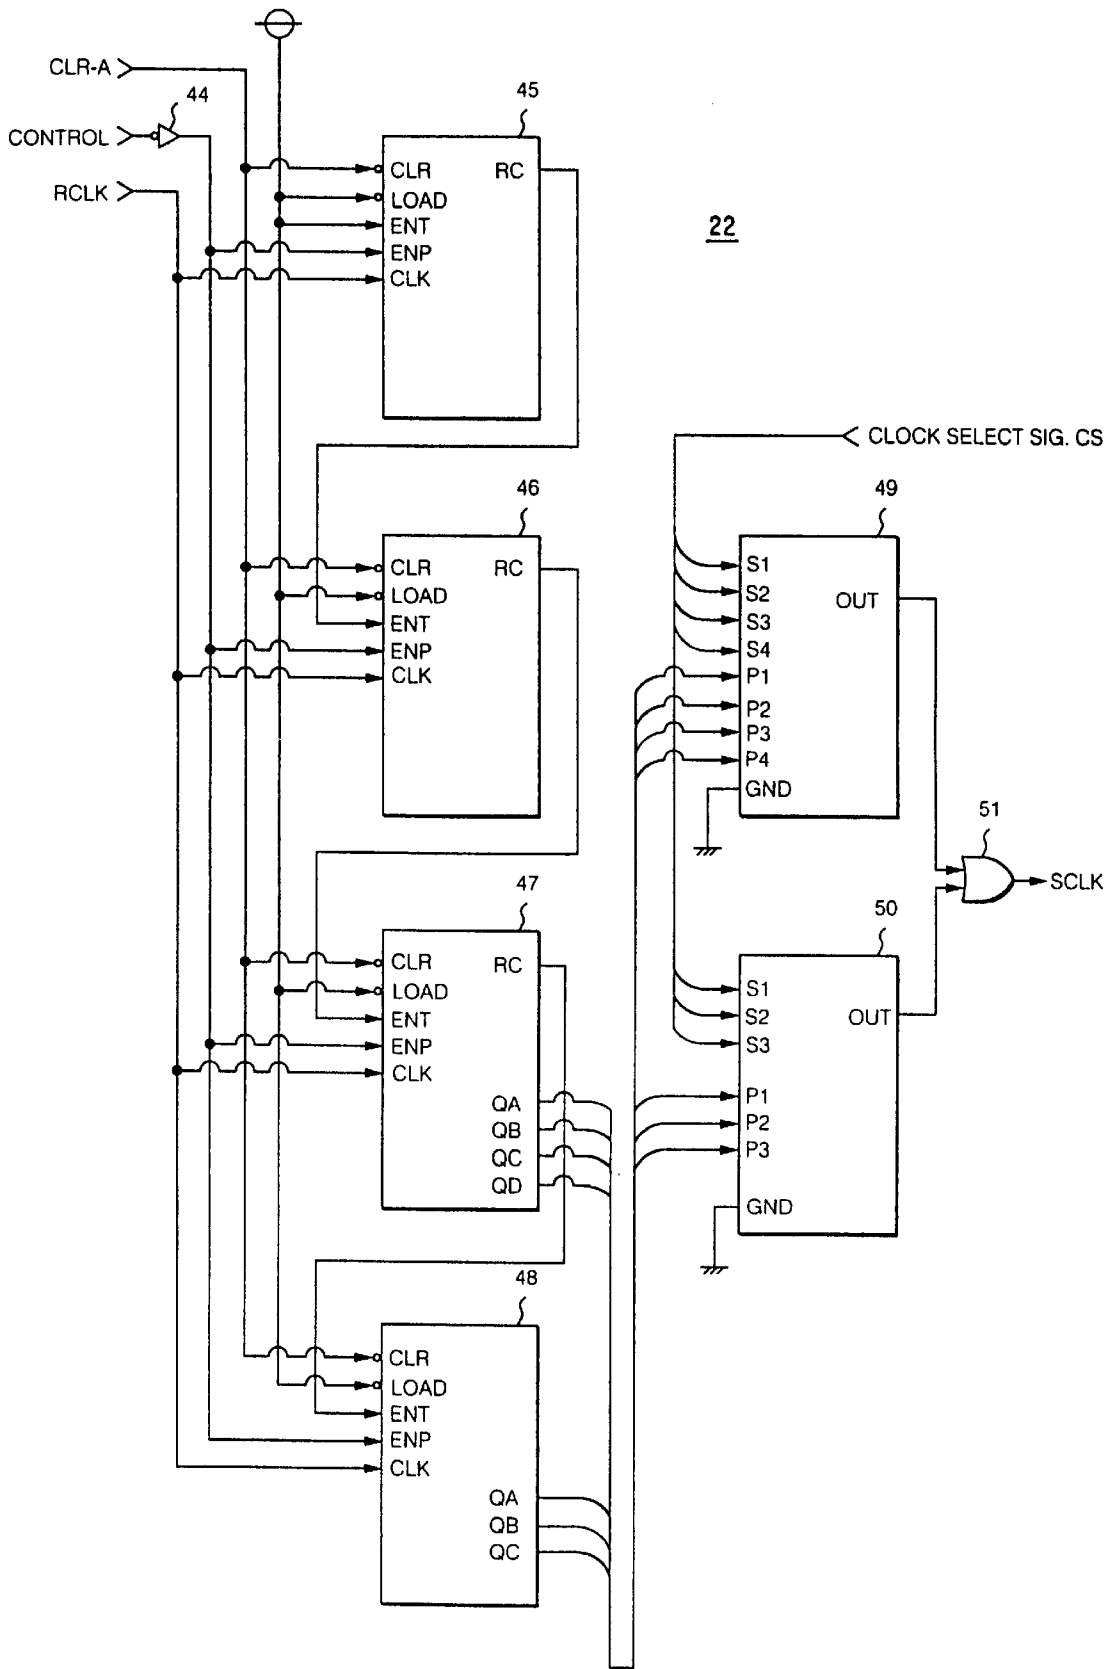 CLR-A
44
CONTROL
RCLK
45
CLR
RC
LOAD
ENT
ENP
CLK
22
CLOCK SELECT SIG. CS
46
CLR
RC
LOAD
ENT
ENP
CLK
49
S1
S2
OUT
S3
S4
P1
P2
P3
P4
GND
51
SCLK
47
CLR
RC
LOAD
ENT
ENP
CLK
QA
QB
QC
QD
50
S1
S2
OUT
S3
P1
P2
P3
GND
48
CLR
LOAD
ENT
ENP
CLK
QA
QB
QC